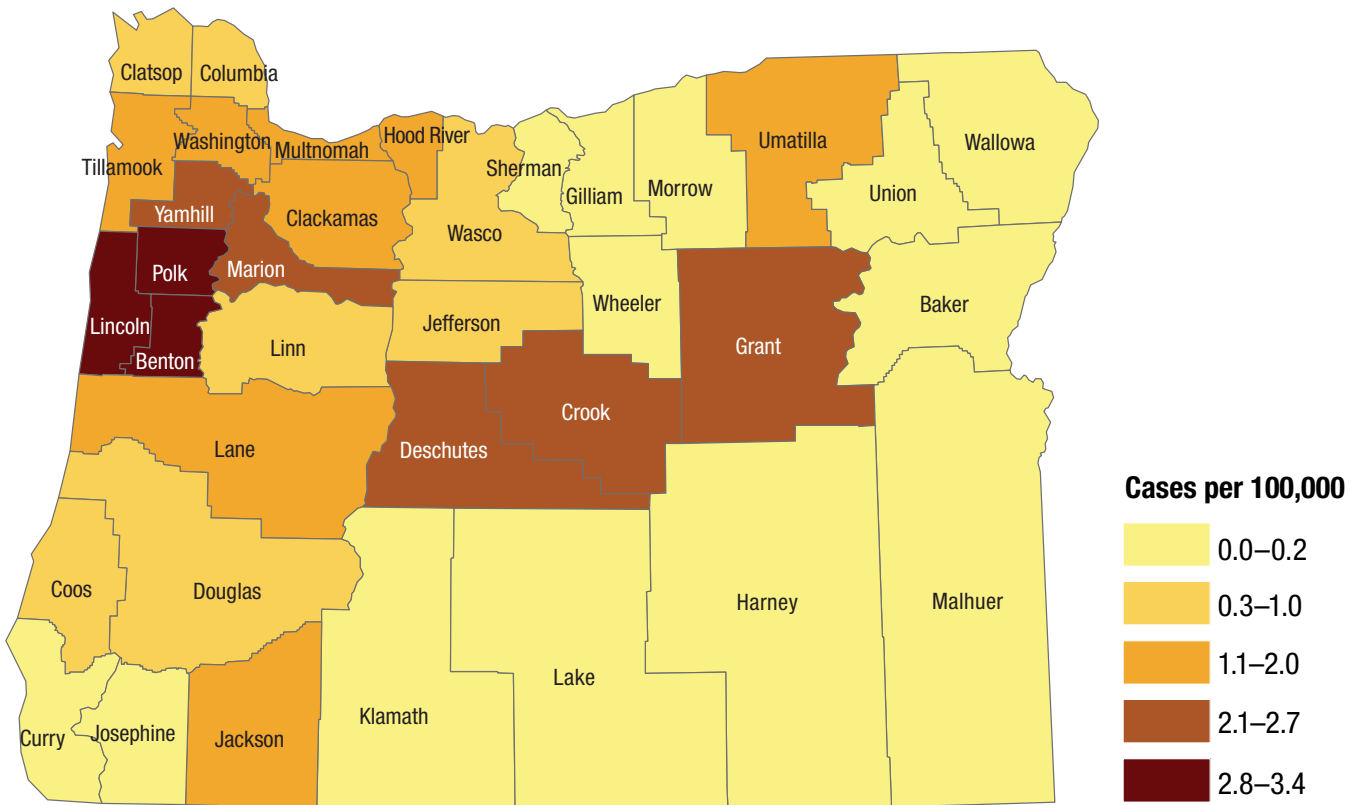 Clatsop
Columbia
Tillamook
Washington
Multnomah
Hood River
Sherman
Gilliam
Morrow
Umatilla
Union
Wallowa
Yamhill
Clackamas
Wasco
Polk
Marion
Lincoln
Benton
Linn
Jefferson
Wheeler
Grant
Baker
Lane
Deschutes
Crook
Coos
Douglas
Harney
Malhuer
Curry
Josephine
Jackson
Klamath
Lake
Cases per 100,000
0.0–0.2
0.3–1.0
1.1–2.0
2.1–2.7
2.8–3.4